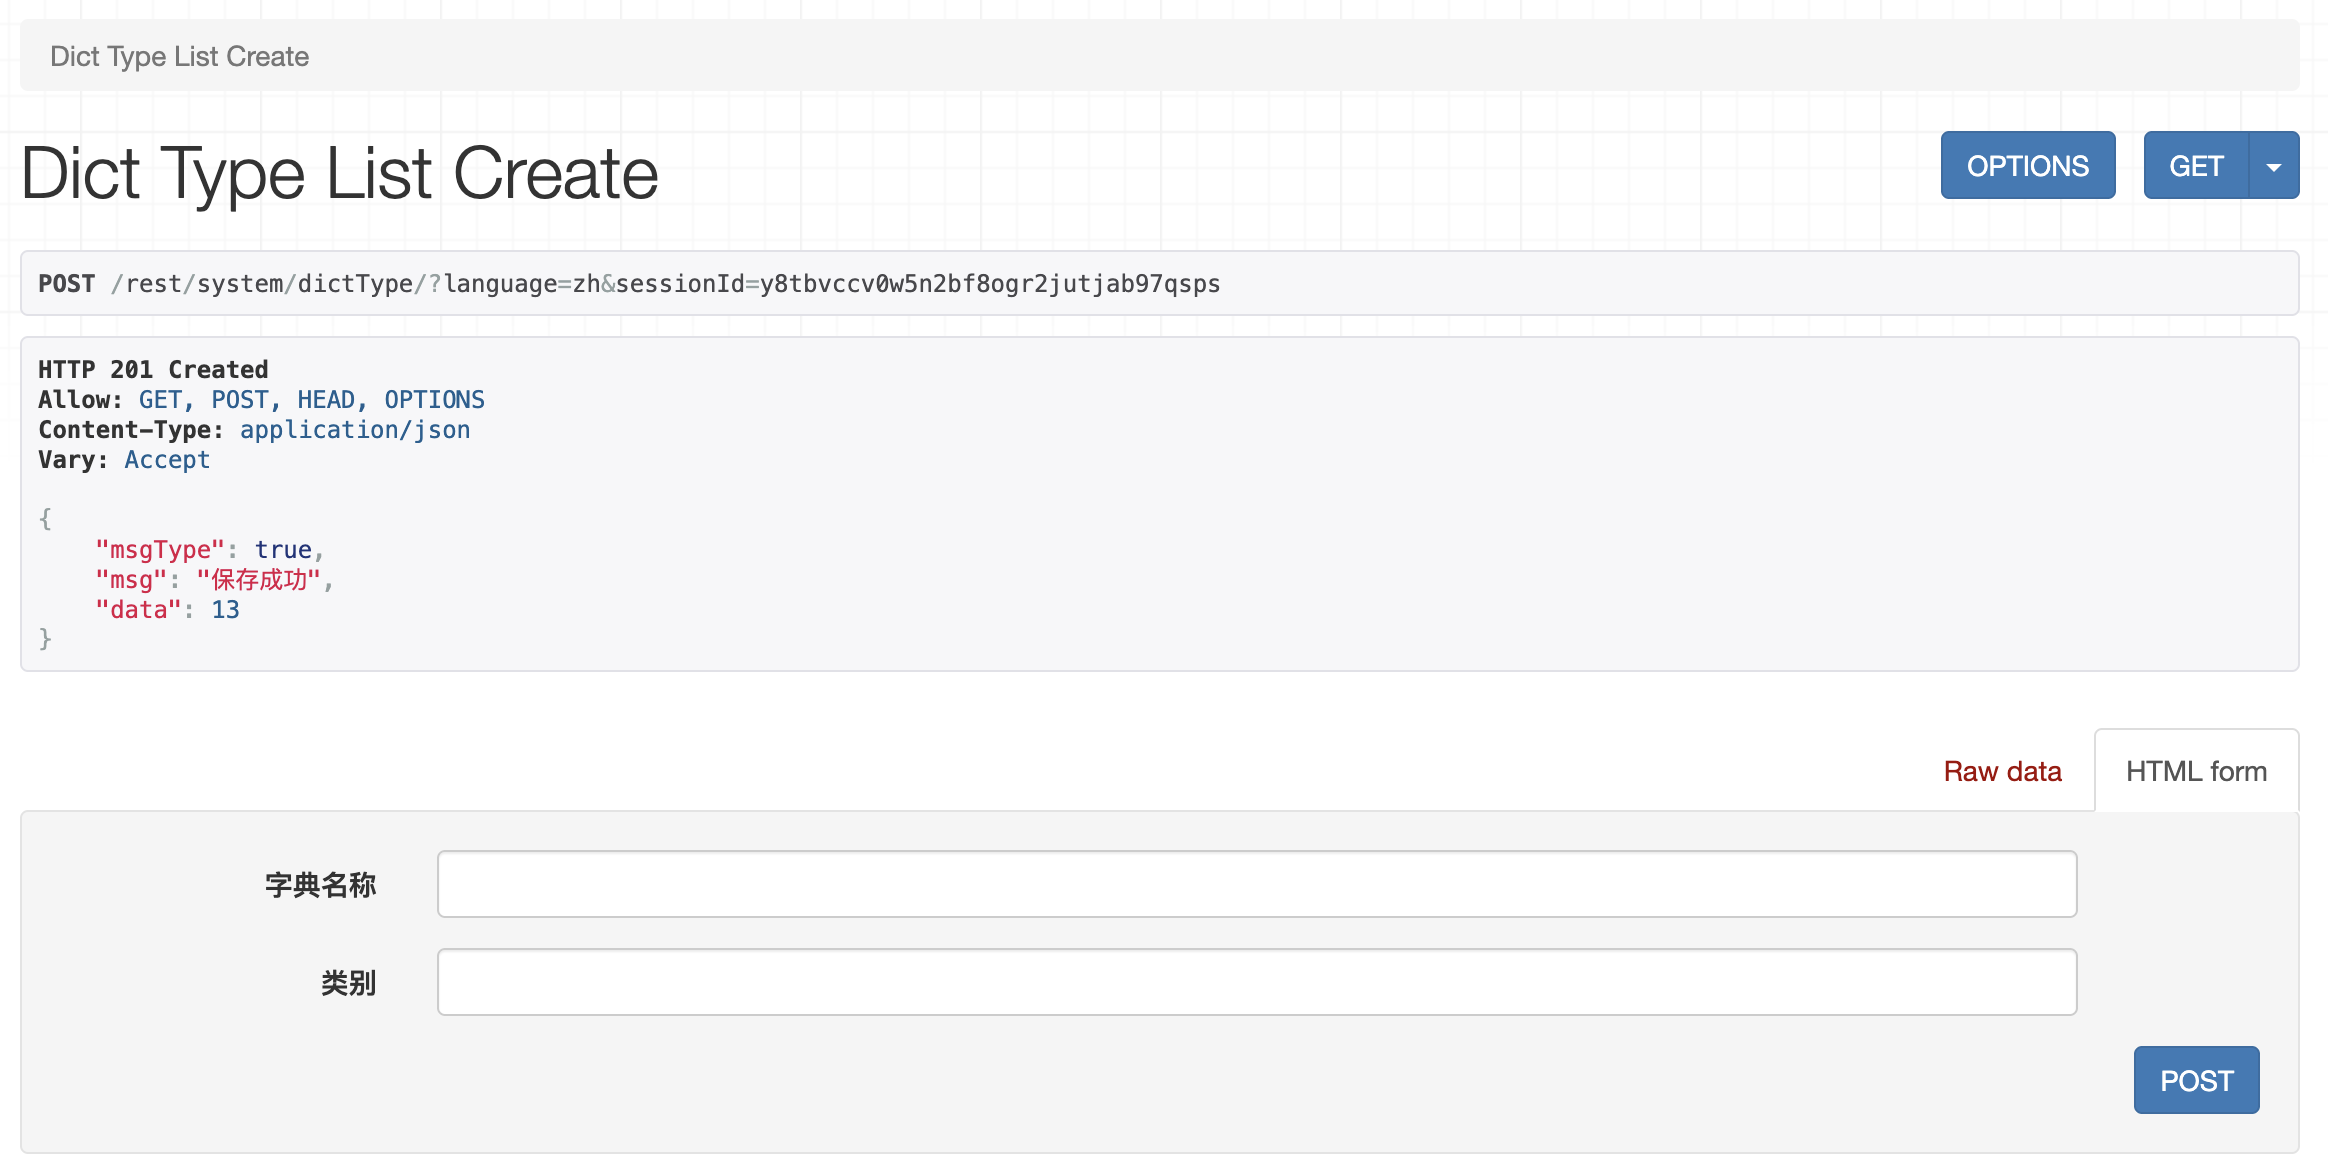 Dict Type List Create
Dict Type List Create
OPTIONS
GET
POST /rest/system/dictType/?language=zh&sessionId=y8tbvccv0w5n2bf8ogr2jutjab97qsps
HTTP 201 Created
Allow: GET, POST, HEAD, OPTIONS
Content-Type: application/json
Vary: Accept
{
"msgType": true,
"msg": "保存成功",
"data": 13
}
Raw data
HTML form
字典名称
类别
POST